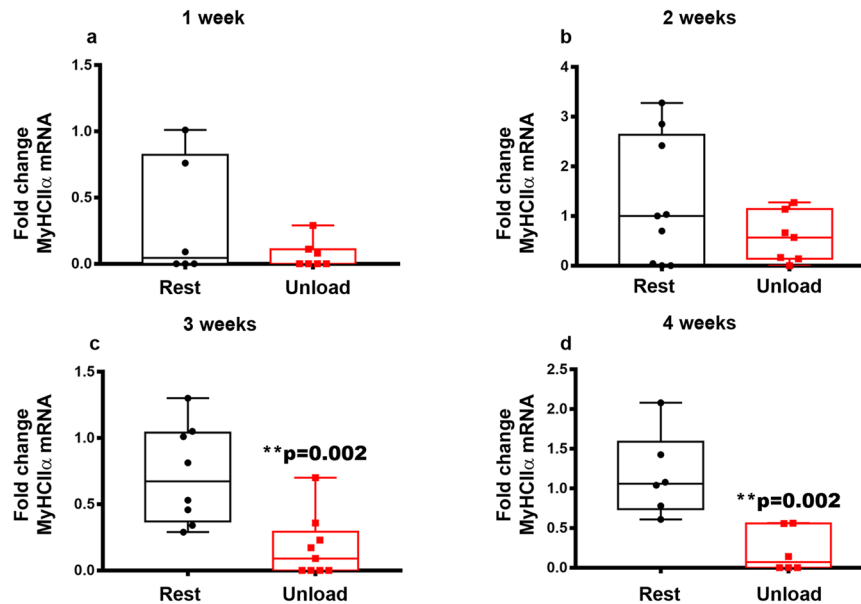 1 week
a
Fold change
MyHCIIα mRNA
1.5
1.0
0.5
0.0
Rest
Unload
2 weeks
b
Fold change
MyHCIIα mRNA
4
3
2
1
0
Rest
Unload
3 weeks
c
Fold change
MyHCIIα mRNA
1.5
1.0
0.5
0.0
**p=0.002
Rest
Unload
4 weeks
d
Fold change
MyHCIIα mRNA
2.5
2.0
1.5
1.0
0.5
0.0
**p=0.002
Rest
Unload